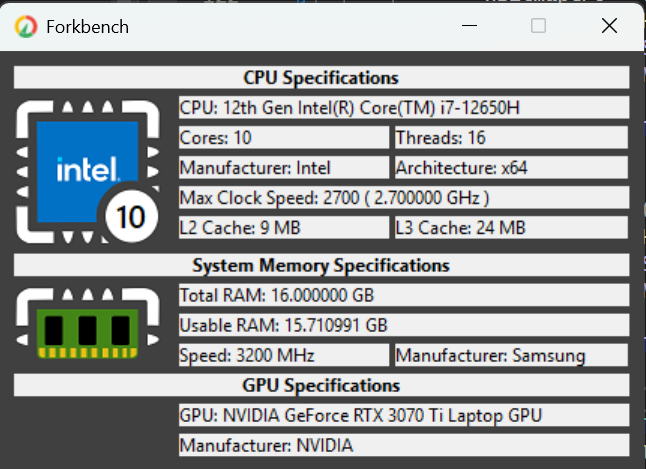 Forkbench
CPU Specifications
CPU: 12th Gen Intel(R) Core(TM) i7-12650H
Cores: 10
Threads: 16
Manufacturer: Intel
Architecture: x64
Max Clock Speed: 2700 ( 2.700000 GHz )
L2 Cache: 9 MB
L3 Cache: 24 MB
intel.
10
System Memory Specifications
Total RAM: 16.000000 GB
Usable RAM: 15.710991 GB
Speed: 3200 MHz
Manufacturer: Samsung
GPU Specifications
GPU: NVIDIA GeForce RTX 3070 Ti Laptop GPU
Manufacturer: NVIDIA